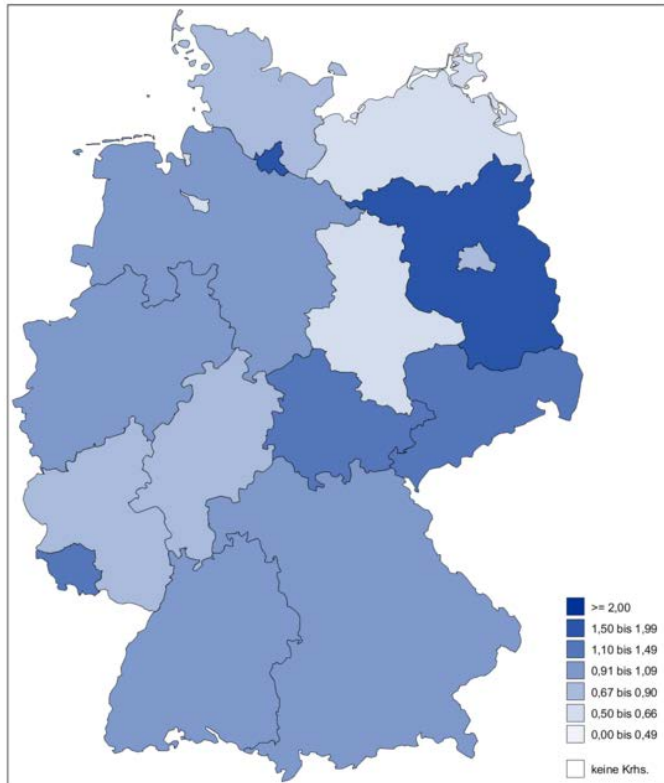 >= 2,00
1,50 bis 1,99
1,10 bis 1,49
0,91 bis 1,09
0,67 bis 0,90
0,50 bis 0,66
0,00 bis 0,49
keine Krhs.